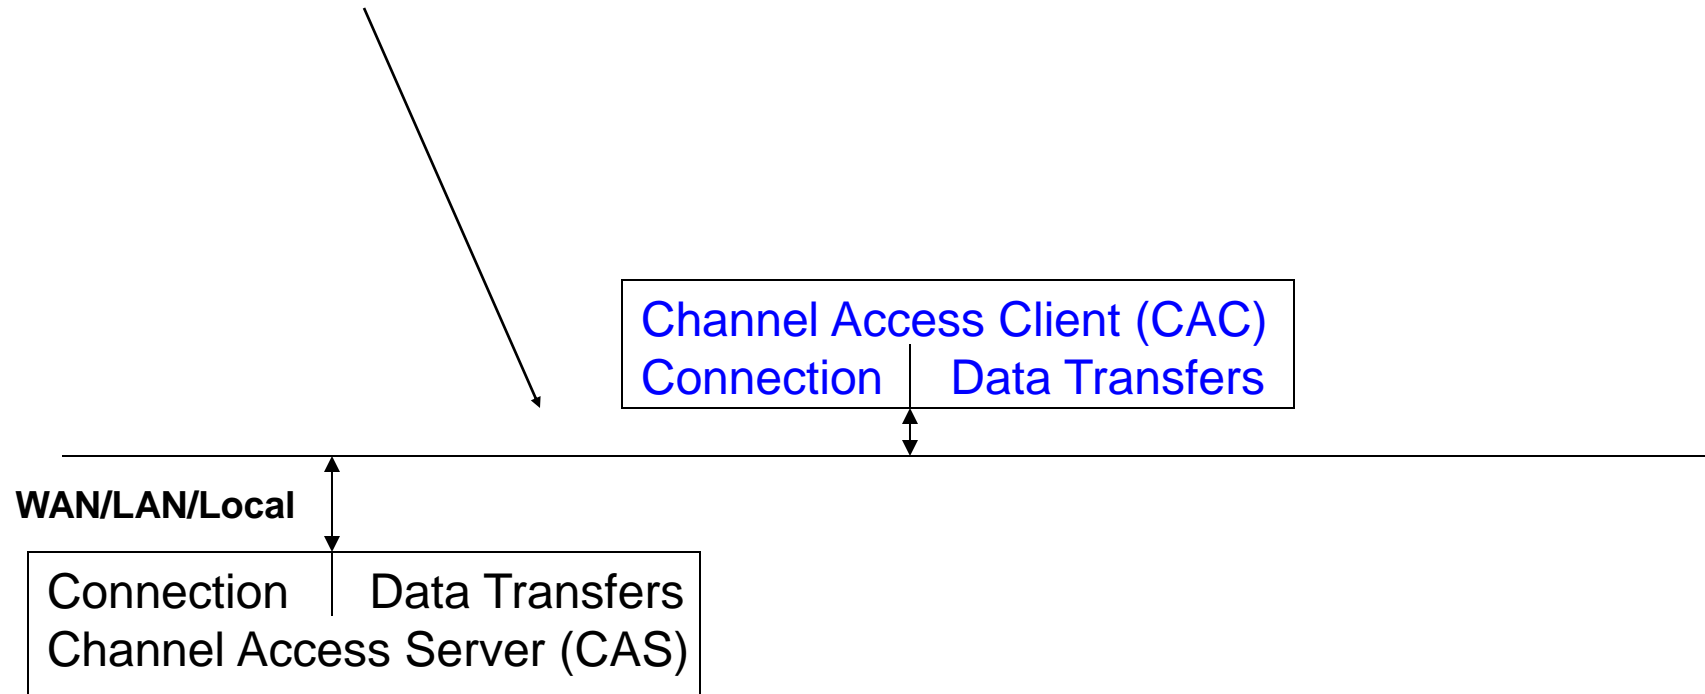 Channel Access Client (CAC)
Connection Data Transfers
WAN/LAN/Local
Connection Data Transfers
Channel Access Server (CAS)